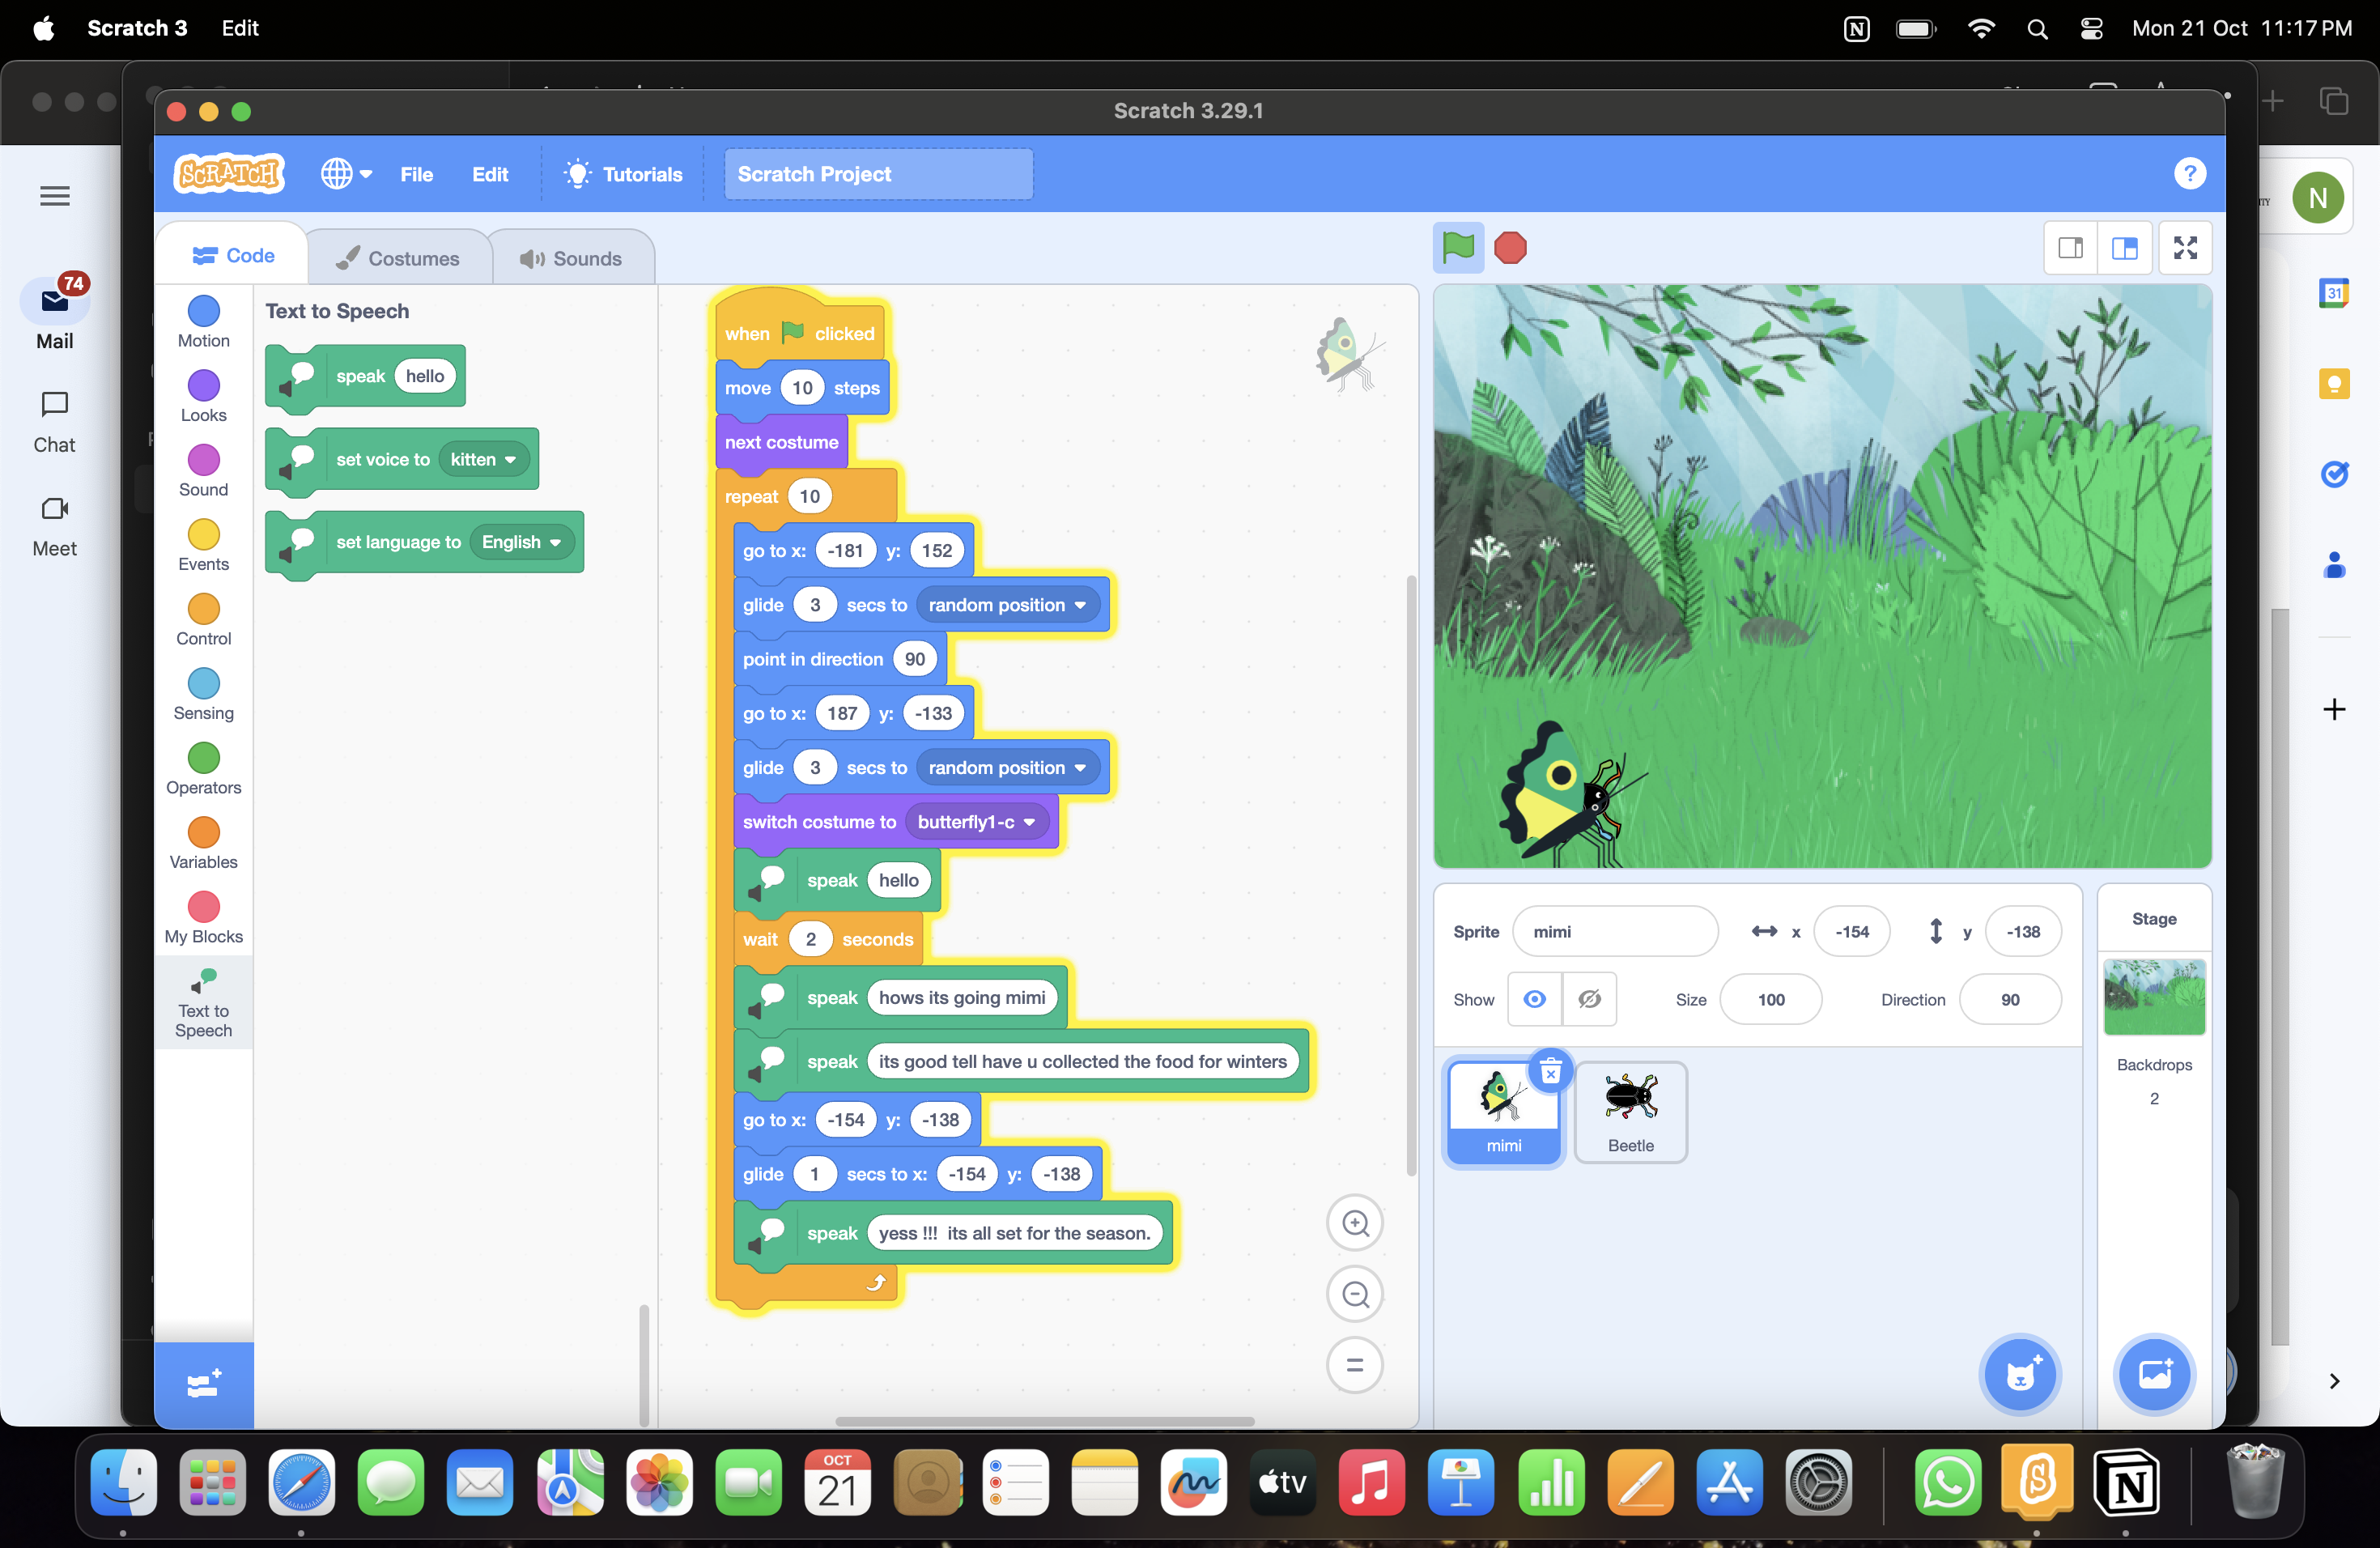 Scratch 3 Edit Mon 21 Oct 11:17 PM
Scratch 3.29.1
SCRATCH File Edit Tutorials Scratch Project ?
N
Code Costumes Sounds
74
Mail
Chat
Meet
Motion
Looks
Sound
Events
Control
Sensing
Operators
Variables
My Blocks
Text to
Speech
Text to Speech
speak hello
set voice to kitten
set language to English
when clicked
move 10 steps
next costume
repeat 10
go to x: -181 y: 152
glide 3 secs to random position
point in direction 90
go to x: 187 y: -133
glide 3 secs to random position
switch costume to butterfly1-c
speak hello
wait 2 seconds
speak hows its going mimi
speak its good tell have u collected the food for winters
go to x: -154 y: -138
glide 1 secs to x: -154 y: -138
speak yess !!!  its all set for the season.
Sprite mimi x -154 y -138
Show Size 100 Direction 90
mimi
Beetle
Stage
Backdrops
2
31
OCT
21
tv
N